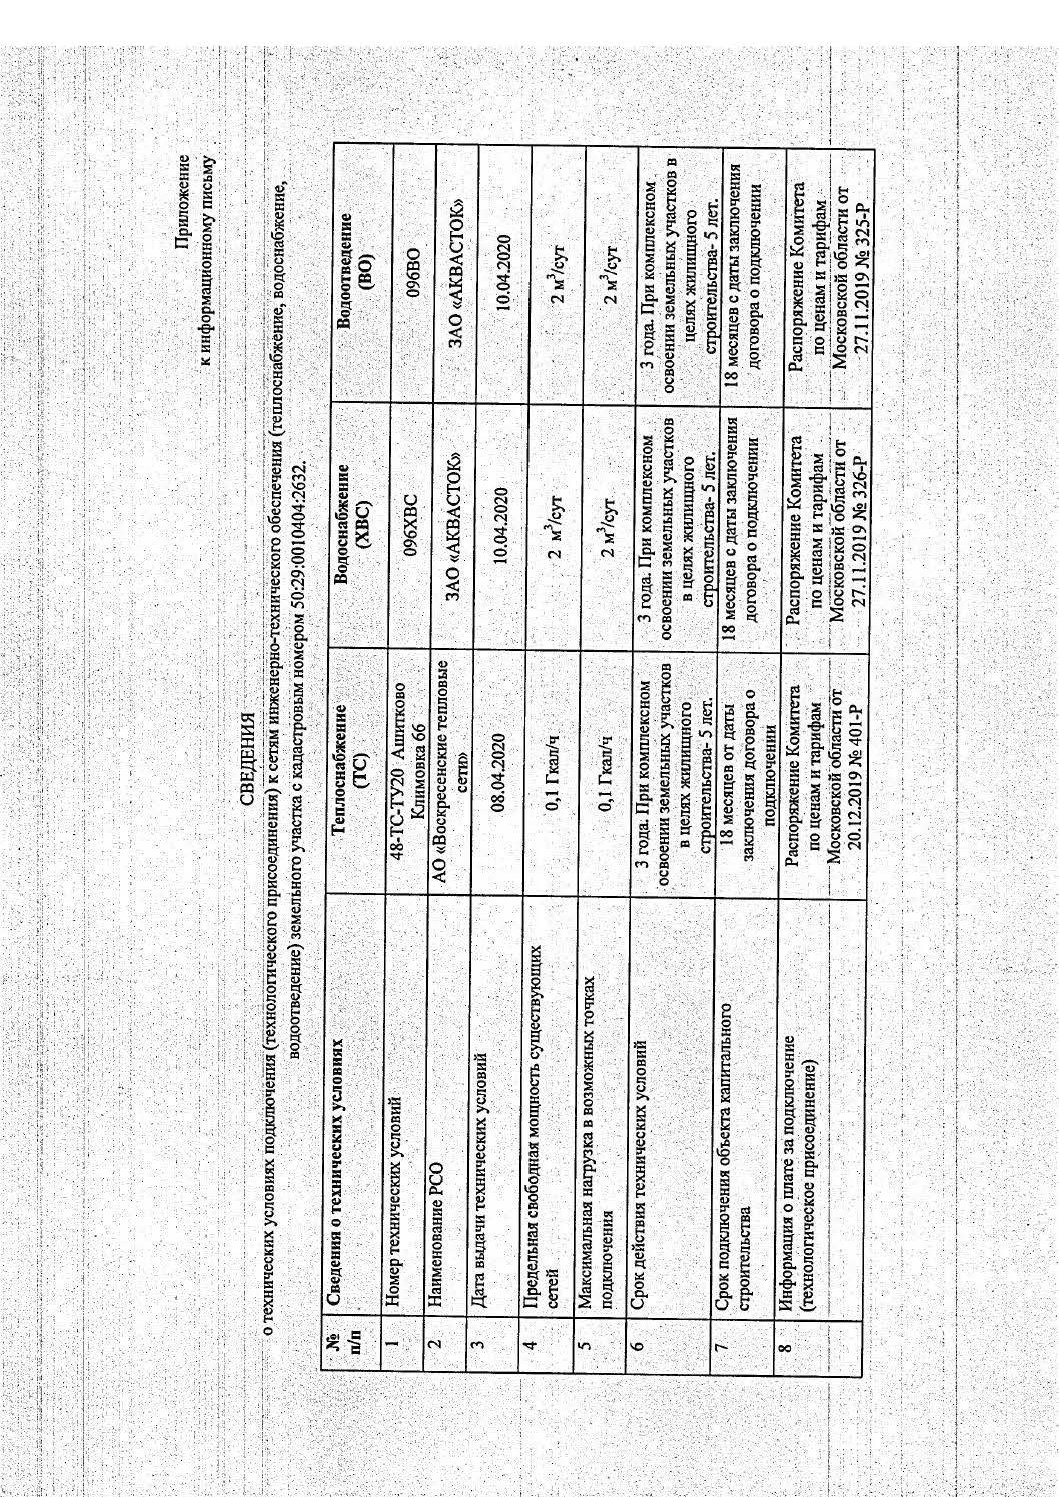 Приложение
к информационному письму
СВЕДЕНИЯ
о технических условиях подключения (технологического присоединения) к сетям инженерно-технического обеспечения (теплоснабжение, водоснабжение,
водоотведение) земельного участка с кадастровым номером 50:29:0010404:2632.
№
п/п
Сведения о технических условиях
Теплоснабжение
(ТС)
Водоснабжение
(ХВС)
Водоотведение
(ВО)
1
Номер технических условий
48-ТС-ТУ20 Ашитково
Климовка 66
096ХВС
096ВО
2
Наименование РСО
АО «Воскресенские тепловые
сети»
ЗАО «АКВАСТОК»
ЗАО «АКВАСТОК»
3
Дата выдачи технических условий
08.04.2020
10.04.2020
10.04.2020
4
Предельная свободная мощность существующих
сетей
0,1 Гкал/ч
2 м³/сут
2 м³/сут
5
Максимальная нагрузка в возможных точках
подключения
0,1 Гкал/ч
2 м³/сут
2 м³/сут
6
Срок действия технических условий
3 года. При комплексном
освоении земельных участков
в целях жилищного
строительства- 5 лет.
3 года. При комплексном
освоении земельных участков
в целях жилищного
строительства- 5 лет.
3 года. При комплексном
освоении земельных участков в
целях жилищного
строительства- 5 лет.
7
Срок подключения объекта капитального
строительства
18 месяцев от даты
заключения договора о
подключении
18 месяцев с даты заключения
договора о подключении
18 месяцев с даты заключения
договора о подключении
8
Информация о плате за подключение
(технологическое присоединение)
Распоряжение Комитета
по ценам и тарифам
Московской области от
20.12.2019 № 401-Р
Распоряжение Комитета
по ценам и тарифам
Московской области от
27.11.2019 № 326-Р
Распоряжение Комитета
по ценам и тарифам
Московской области от
27.11.2019 № 325-Р